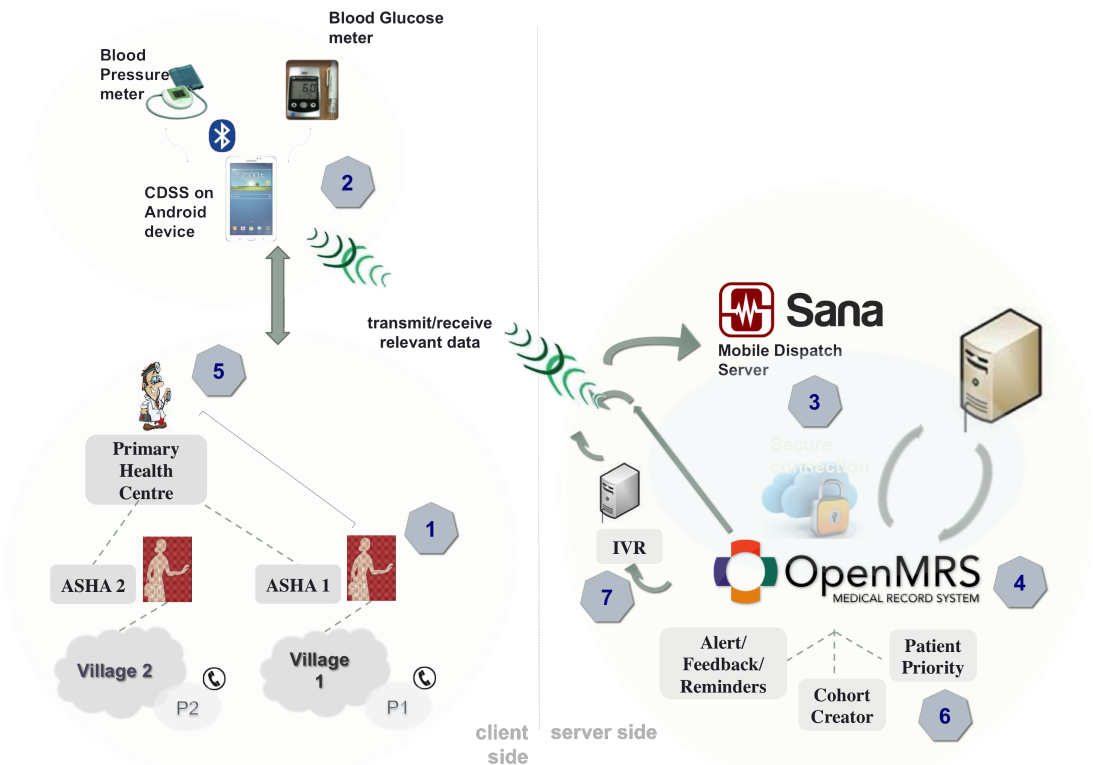 Blood Glucose
meter
Blood
Pressure
meter
CDSS on
Android
device
2
transmit/receive
relevant data
Sana
Mobile Dispatch
Server
3
5
Primary
Health
Centre
Secure
connection
1
ASHA 2
ASHA 1
IVR
7
OpenMRS
MEDICAL RECORD SYSTEM
4
Village 2
P2
Village
1
P1
Alert/
Feedback/
Reminders
Cohort
Creator
Patient
Priority
6
client
side
server side